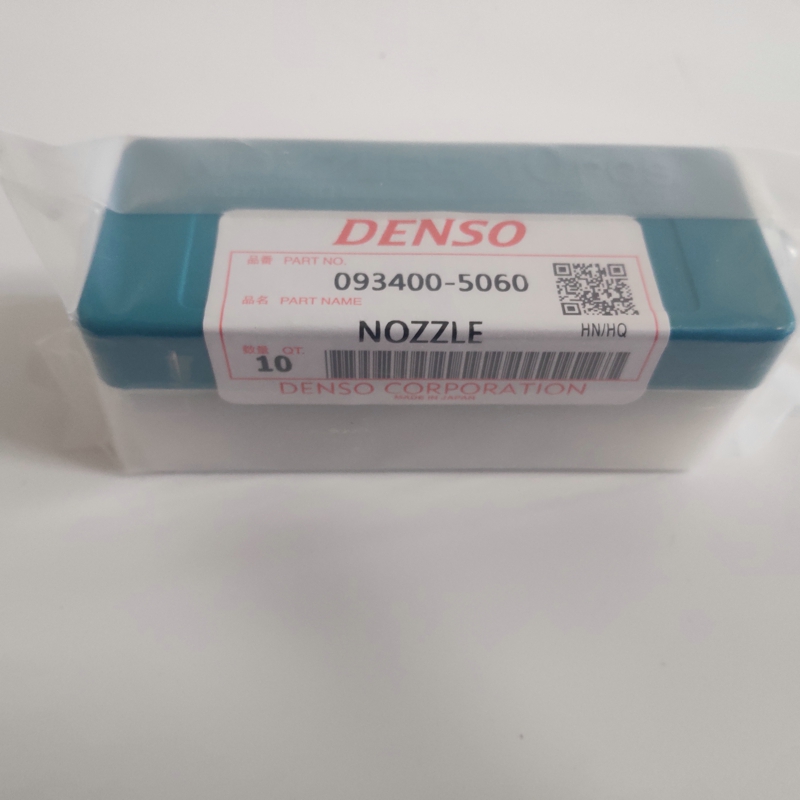 DENSO
品番 PART NO.
093400-5060
品名 PART NAME
NOZZLE
HN/HQ
数量 QT.
10
DENSO CORPORATION
MADE IN JAPAN